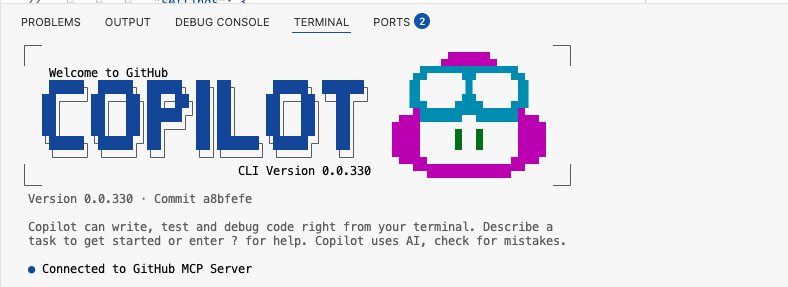 "settings": {
PROBLEMS OUTPUT DEBUG CONSOLE TERMINAL PORTS 2
Welcome to GitHub
COPILOT
CLI Version 0.0.330
Version 0.0.330 · Commit a8bfefe
Copilot can write, test and debug code right from your terminal. Describe a
task to get started or enter ? for help. Copilot uses AI, check for mistakes.
● Connected to GitHub MCP Server